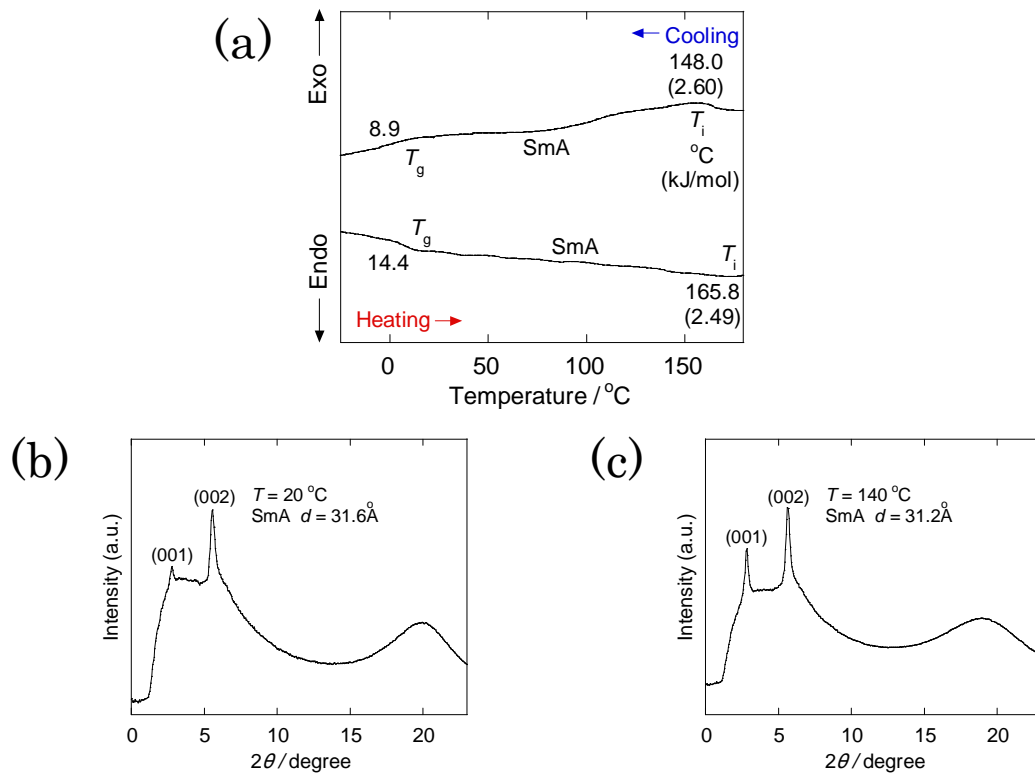 (a)
Exo
Endo
Cooling
148.0
(2.60)
8.9
Ti
°C
(kJ/mol)
Tg
SmA
Tg
SmA
Ti
14.4
165.8
(2.49)
Heating
0 50 100 150
Temperature / °C
(b)
(002)
T = 20 °C
SmA d = 31.6Å
(001)
Intensity (a.u.)
0 5 10 15 20
2θ / degree
(c)
(002)
T = 140 °C
SmA d = 31.2Å
(001)
Intensity (a.u.)
0 5 10 15 20
2θ / degree